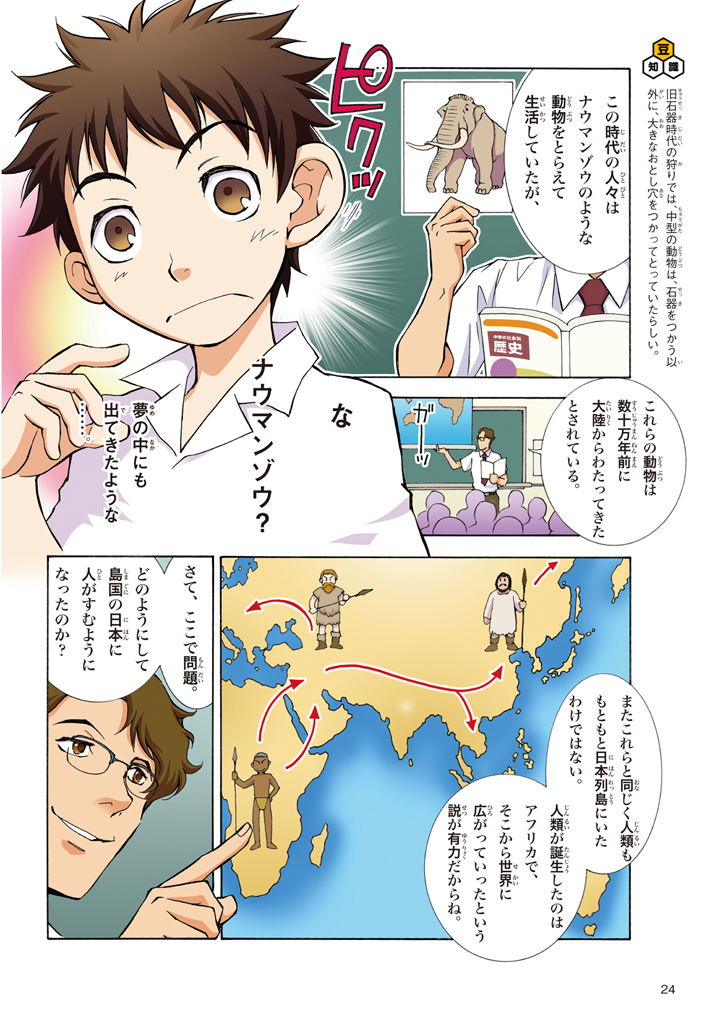 豆
知識
旧石器時代の狩りでは、中型の動物は、石器をつかう以
外に、大きなおとし穴をつかってとっていたらしい。
この時代の人々は
ナウマンゾウのような
動物をとらえて
生活していたが、
中学の社会科
歴史
ピクッ
な
ナウマンゾウ?
夢の中にも
出てきたような
……。
これらの動物は
数十万年前に
大陸からわたってきた
とされている。
ガーッ
またこれらと同じく人類も
もともと日本列島にいた
わけではない。
人類が誕生したのは
アフリカで、
そこから世界に
広がっていったという
説が有力だからね。
さて、ここで問題。
どのようにして
島国の日本に
人がすむように
なったのか?
24